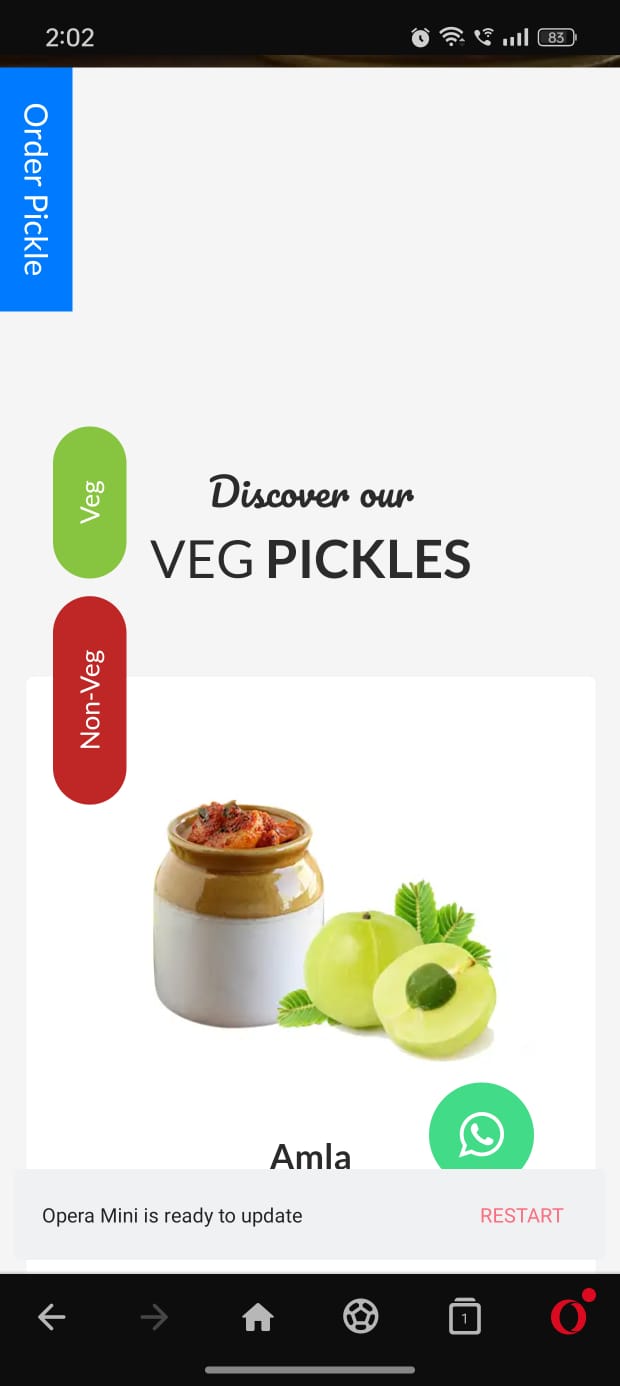 2:02
83
Order Pickle
Veg
Discover our
VEG PICKLES
Non-Veg
Amla
Opera Mini is ready to update
RESTART
1